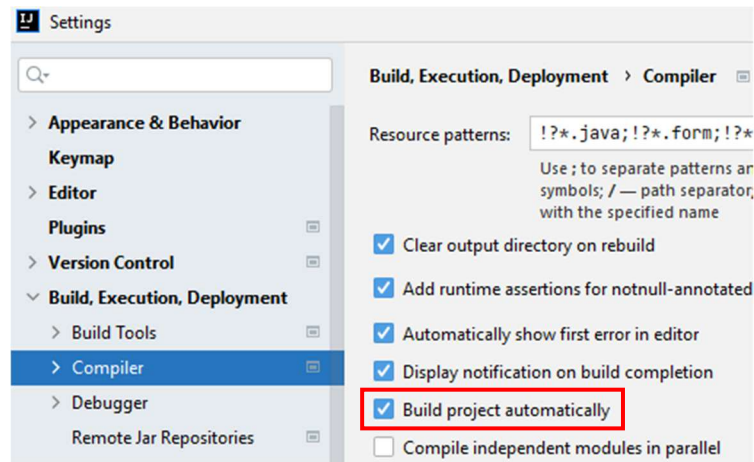 Settings
Appearance & Behavior
Keymap
Editor
Plugins
Version Control
Build, Execution, Deployment
Build Tools
Compiler
Debugger
Remote Jar Repositories
Build, Execution, Deployment › Compiler
Resource patterns: !?*.java;!?*.form;!?*
Use ; to separate patterns an
symbols; / — path separator;
with the specified name
Clear output directory on rebuild
Add runtime assertions for notnull-annotated
Automatically show first error in editor
Display notification on build completion
Build project automatically
Compile independent modules in parallel